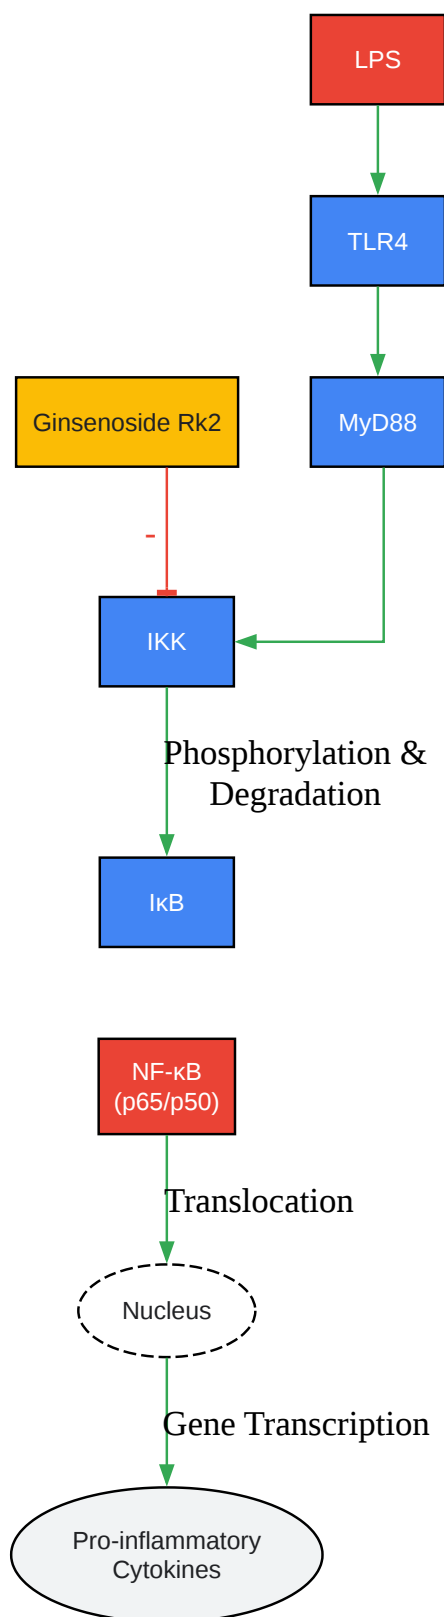 LPS
TLR4
Ginsenoside Rk2
MyD88
-
IKK
Phosphorylation &
Degradation
IκB
NF-κB
(p65/p50)
Translocation
Nucleus
Gene Transcription
Pro-inflammatory
Cytokines